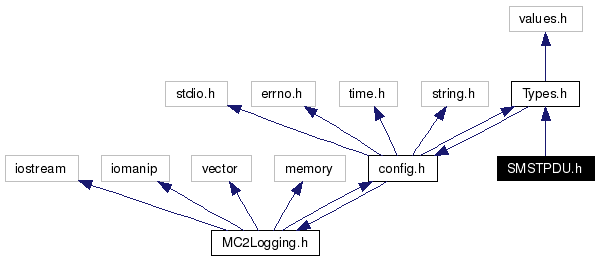 values.h
stdio.h
errno.h
time.h
string.h
Types.h
iostream
iomanip
vector
memory
config.h
SMSTPDU.h
MC2Logging.h